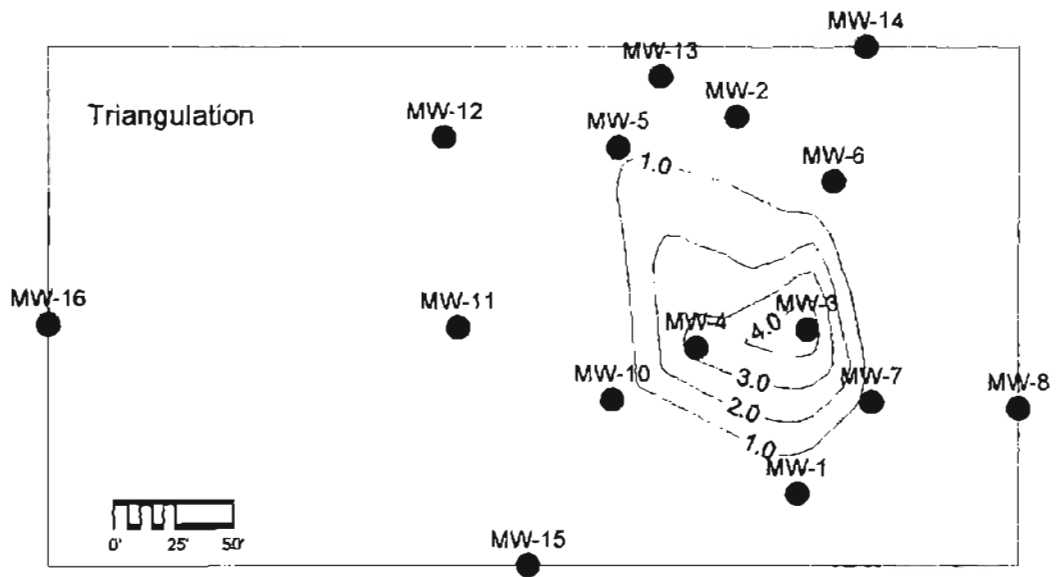 MW-14
MW-13
MW-2
Triangulation
MW-12
MW-5
1.0
MW-6
MW-16
MW-11
MW-3
4.0
MW-4
3.0
MW-10
MW-7
MW-8
2.0
1.0
MW-1
0' 25' 50'
MW-15